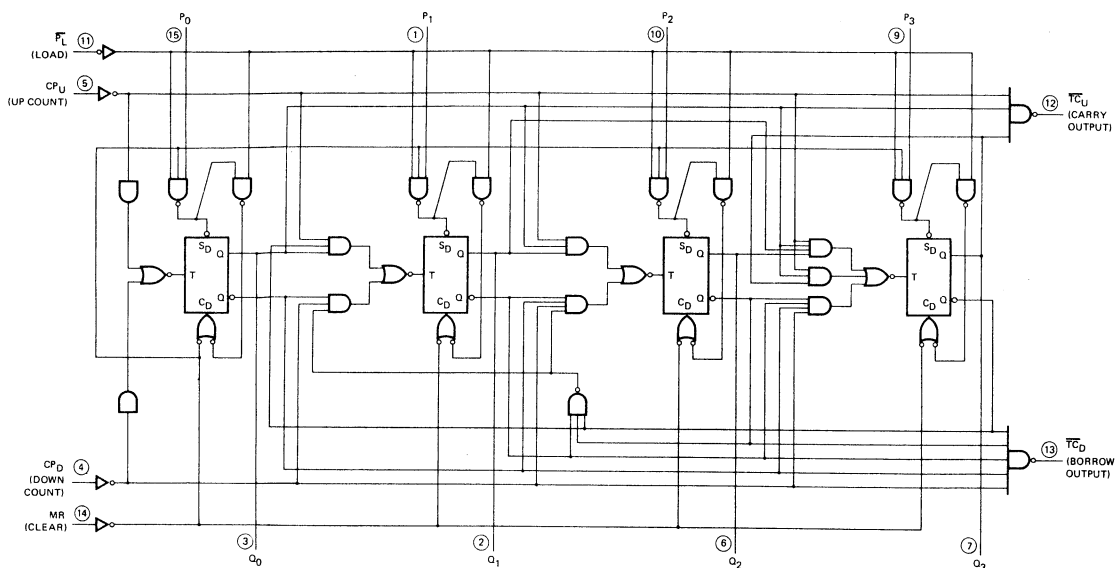 P0
P1
P2
P3
PL
(LOAD)
11
15
1
10
9
CPU
(UP COUNT)
5
12
TCU
(CARRY
OUTPUT)
SD
Q
T
Q
CD
SD
Q
T
Q
CD
SD
Q
T
Q
CD
SD
Q
T
Q
CD
CPD
(DOWN
COUNT)
4
13
TCD
(BORROW
OUTPUT)
MR
(CLEAR)
14
3
Q0
2
Q1
6
Q2
7
Q3